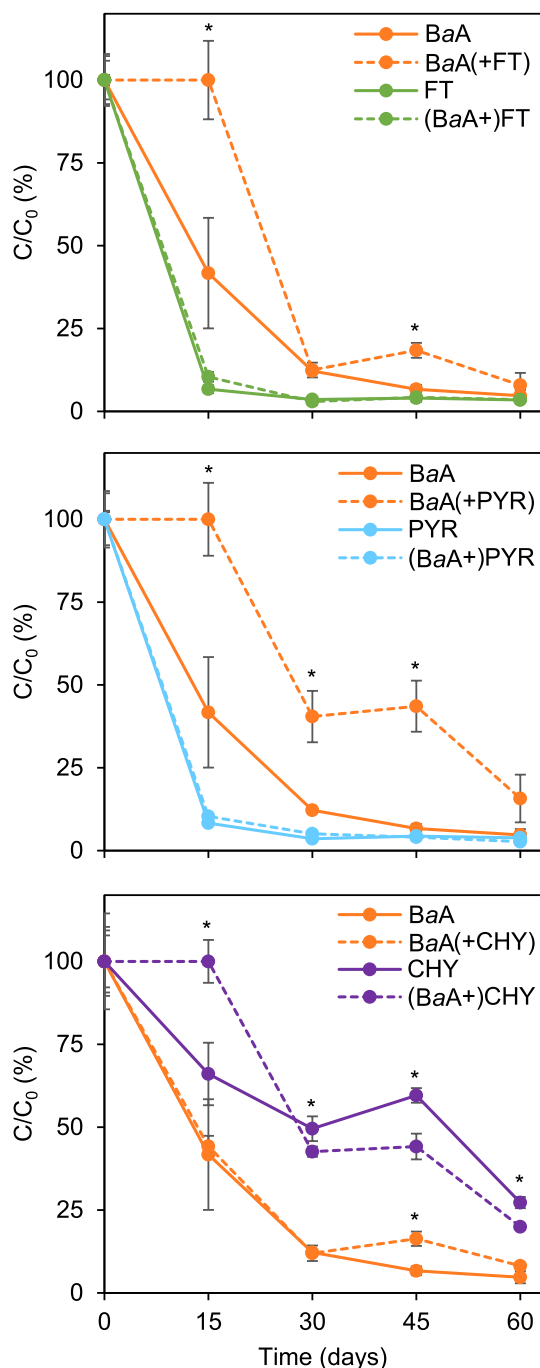 *
BaA
BaA(+FT)
FT
(BaA+)FT
100
75
50
25
0
C/C₀ (%)
*
*
BaA
BaA(+PYR)
PYR
(BaA+)PYR
100
75
50
25
0
C/C₀ (%)
*
*
*
BaA
BaA(+CHY)
CHY
(BaA+)CHY
100
75
50
25
0
C/C₀ (%)
*
*
*
*
*
0 15 30 45 60
Time (days)